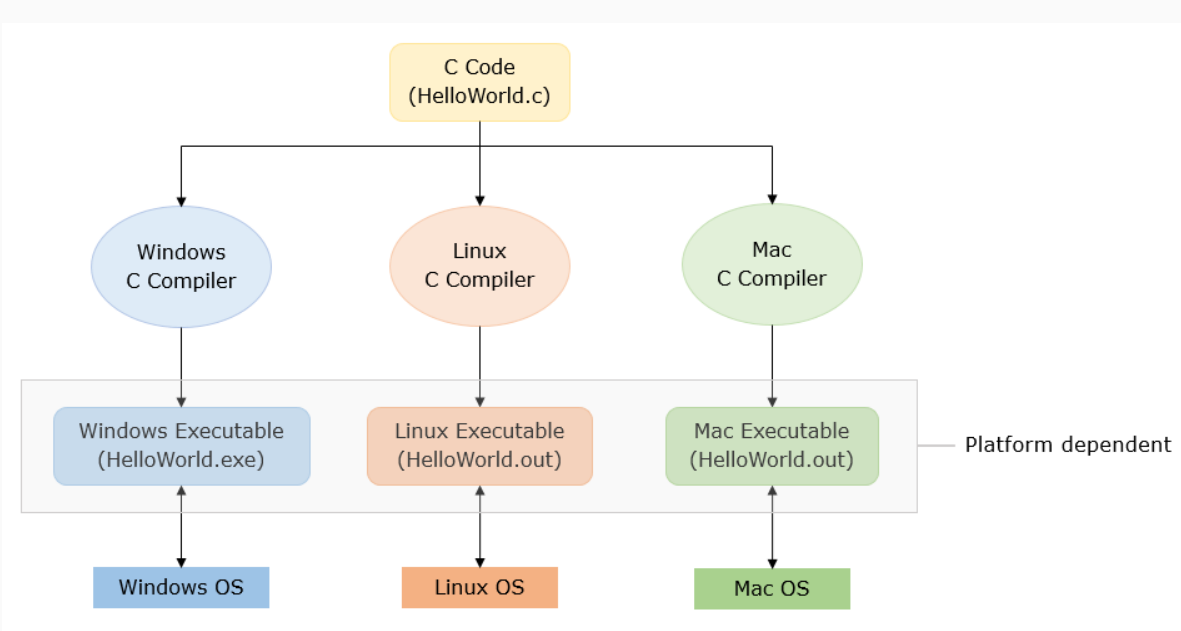 C Code
(HelloWorld.c)
Windows
C Compiler
Linux
C Compiler
Mac
C Compiler
Windows Executable
(HelloWorld.exe)
Linux Executable
(HelloWorld.out)
Mac Executable
(HelloWorld.out)
Platform dependent
Windows OS
Linux OS
Mac OS